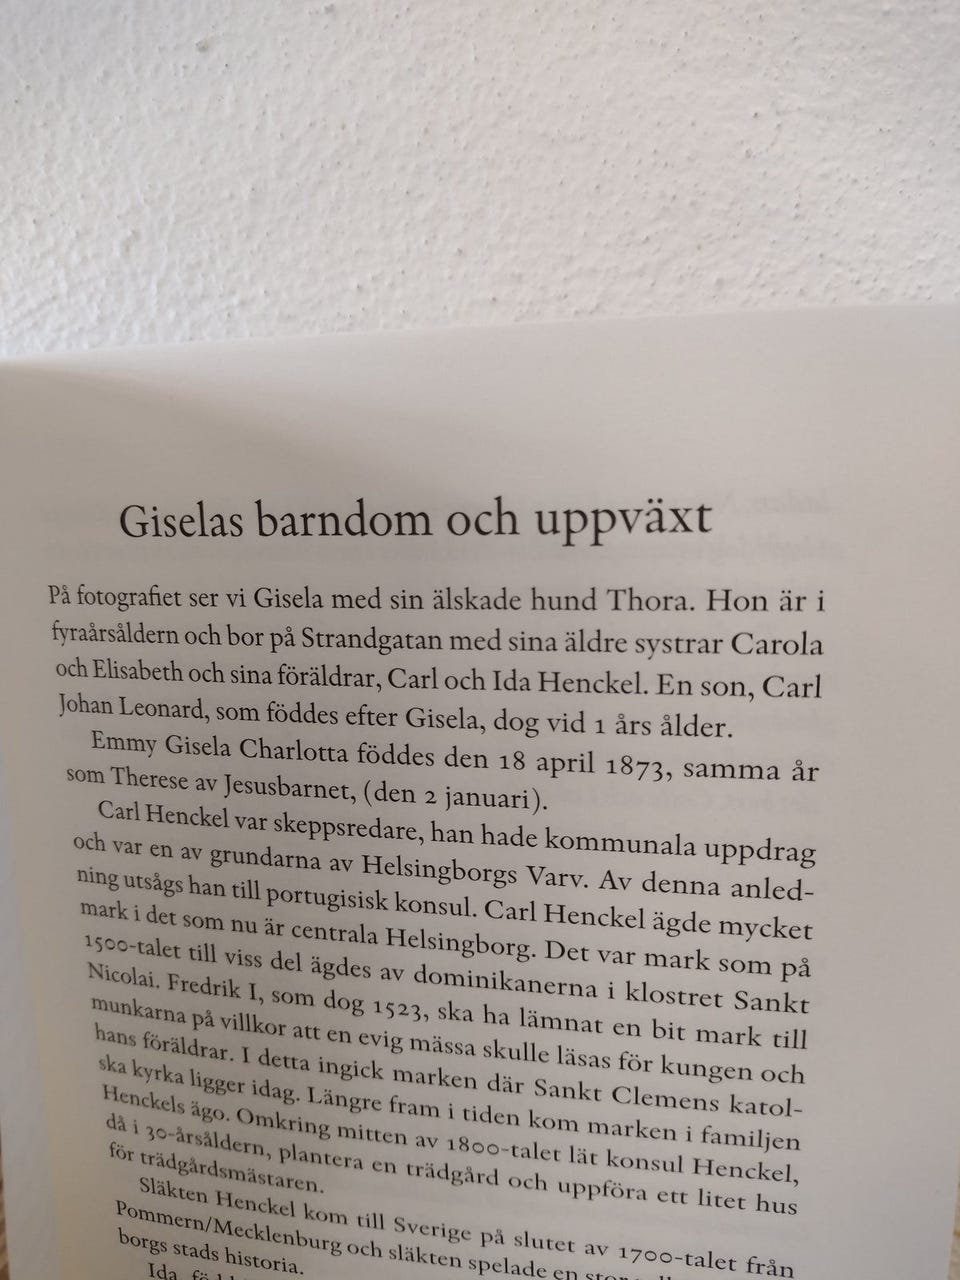 Giselas barndom och uppväxt
På fotografiet ser vi Gisela med sin älskade hund Thora. Hon är i
fyraårsåldern och bor på Strandgatan med sina äldre systrar Carola
och Elisabeth och sina föräldrar, Carl och Ida Henckel. En son, Carl
Johan Leonard, som föddes efter Gisela, dog vid 1 års ålder.
Emmy Gisela Charlotta föddes den 18 april 1873, samma år
som Therese av Jesusbarnet, (den 2 januari).
Carl Henckel var skeppsredare, han hade kommunala uppdrag
och var en av grundarna av Helsingborgs Varv. Av denna anled-
ning utsågs han till portugisisk konsul. Carl Henckel ägde mycket
mark i det som nu är centrala Helsingborg. Det var mark som på
1500-talet till viss del ägdes av dominikanerna i klostret Sankt
Nicolai. Fredrik I, som dog 1523, ska ha lämnat en bit mark till
munkarna på villkor att en evig mässa skulle läsas för kungen och
hans föräldrar. I detta ingick marken där Sankt Clemens katol-
ska kyrka ligger idag. Längre fram i tiden kom marken i familjen
Henckels ägo. Omkring mitten av 1800-talet lät konsul Henckel,
då i 30-årsåldern, plantera en trädgård och uppföra ett litet hus
för trädgårdsmästaren.
Släkten Henckel kom till Sverige på slutet av 1700-talet från
Pommern/Mecklenburg och släkten spelade en
borgs stads historia.
Ida